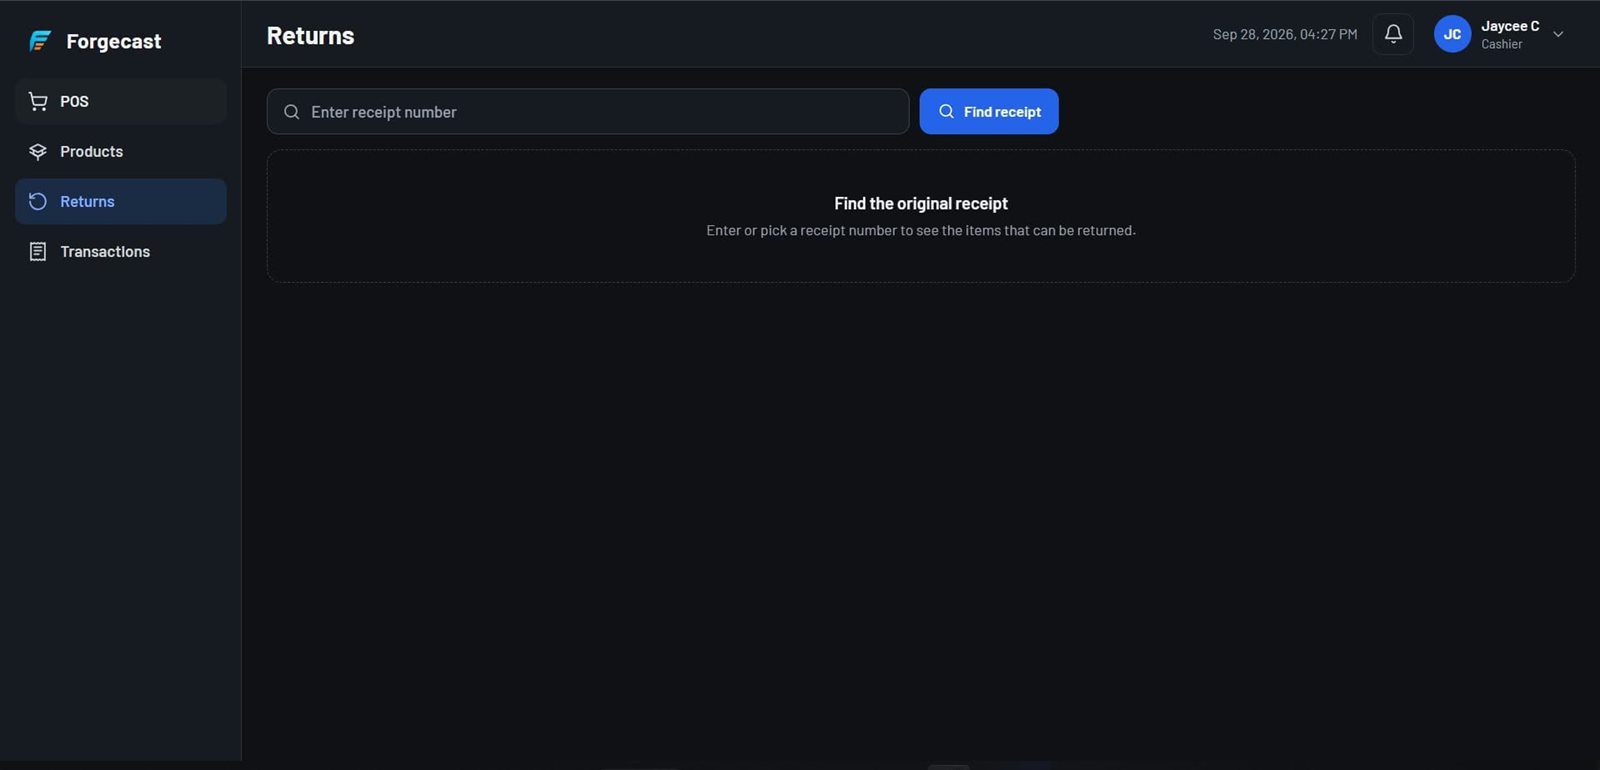 Forgecast
POS
Products
Returns
Transactions
Returns
Sep 28, 2026, 04:27 PM
JC
Jaycee C
Cashier
Enter receipt number
Find receipt
Find the original receipt
Enter or pick a receipt number to see the items that can be returned.